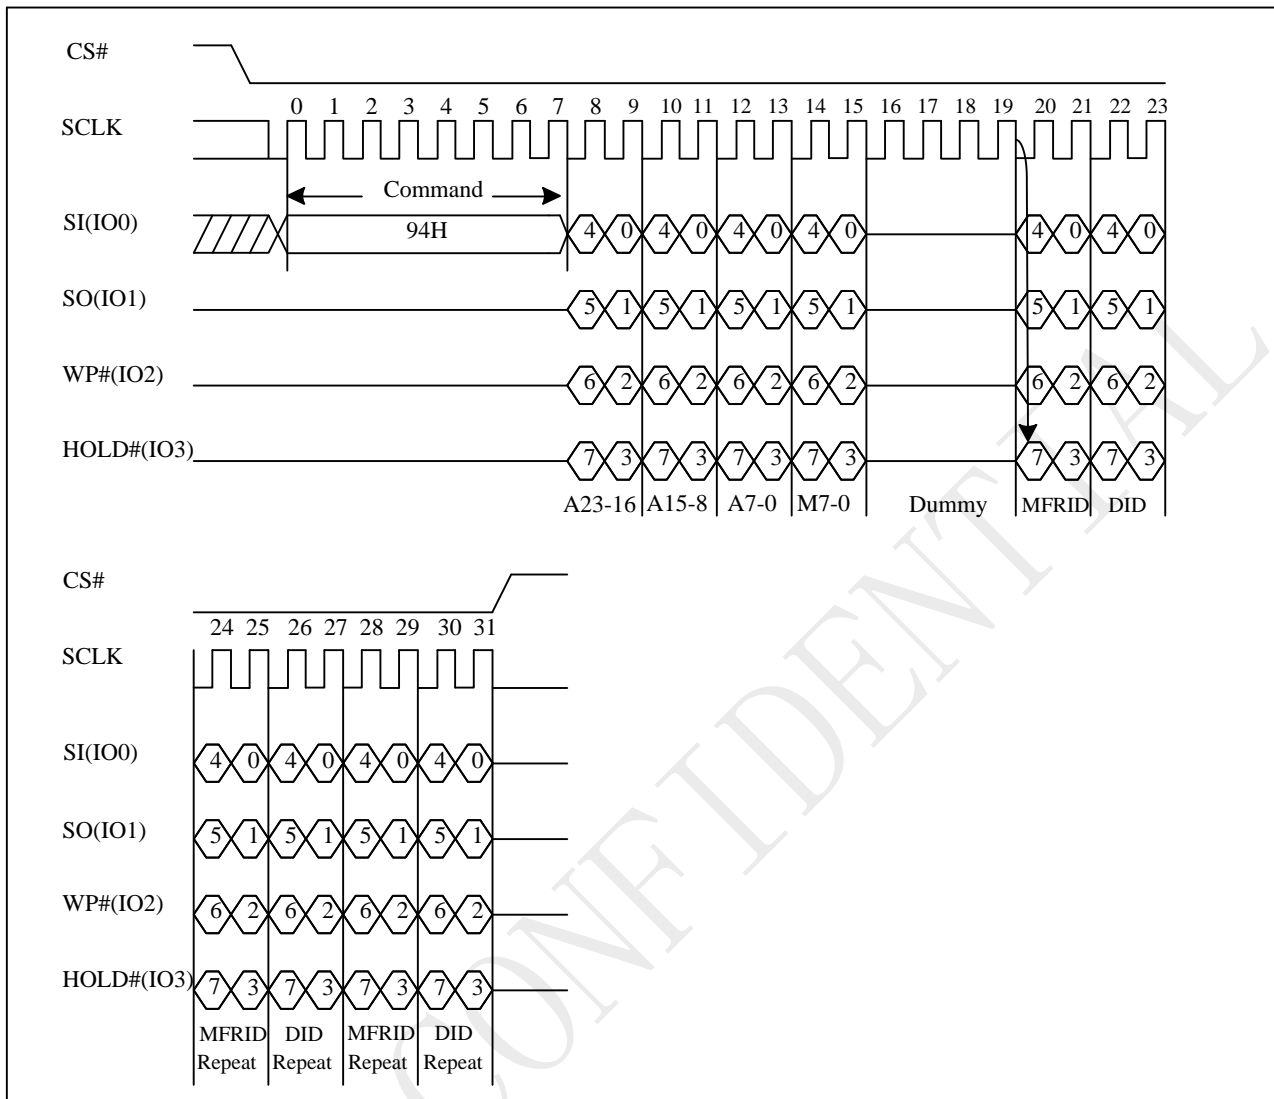 CS#
0 1 2 3 4 5 6 7 8 9 10 11 12 13 14 15 16 17 18 19 20 21 22 23
SCLK
Command
SI(IO0) 94H 4 0 4 0 4 0 4 0 4 0 4 0
SO(IO1) 5 1 5 1 5 1 5 1 5 1 5 1
WP#(IO2) 6 2 6 2 6 2 6 2 6 2 6 2
HOLD#(IO3) 7 3 7 3 7 3 7 3 7 3 7 3
A23-16 A15-8 A7-0 M7-0 Dummy MFRID DID
CS#
24 25 26 27 28 29 30 31
SCLK
SI(IO0) 4 0 4 0 4 0 4 0
SO(IO1) 5 1 5 1 5 1 5 1
WP#(IO2) 6 2 6 2 6 2 6 2
HOLD#(IO3) 7 3 7 3 7 3 7 3
MFRID DID MFRID DID
Repeat Repeat Repeat Repeat
CONFIDENTIAL